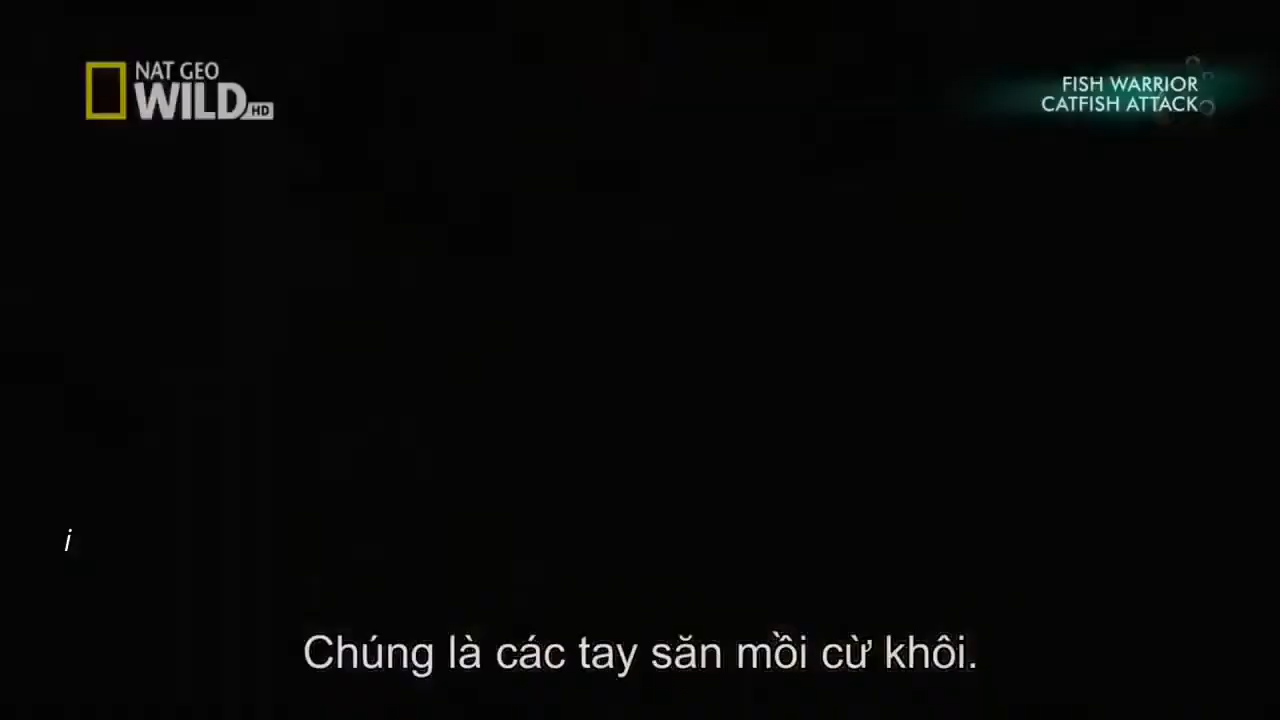 NAT GEO
WILD HD
FISH WARRIOR
CATFISH ATTACK
i
Chúng là các tay săn mồi cừ khôi.